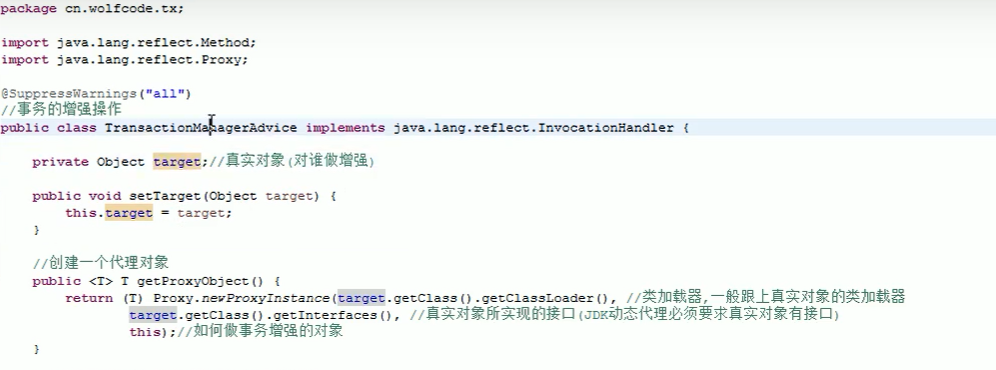 package cn.wolfcode.tx;
import java.lang.reflect.Method;
import java.lang.reflect.Proxy;
@SuppressWarnings("all")
//事务的增强操作
public class TransactionManagerAdvice implements java.lang.reflect.InvocationHandler {
private Object target;//真实对象(对谁做增强)
public void setTarget(Object target) {
this.target = target;
}
//创建一个代理对象
public <T> T getProxyObject() {
return (T) Proxy.newProxyInstance(target.getClass().getClassLoader(), //类加载器,一般跟上真实对象的类加载器
target.getClass().getInterfaces(), //真实对象所实现的接口(JDK动态代理必须要求真实对象有接口)
this);//如何做事务增强的对象
}